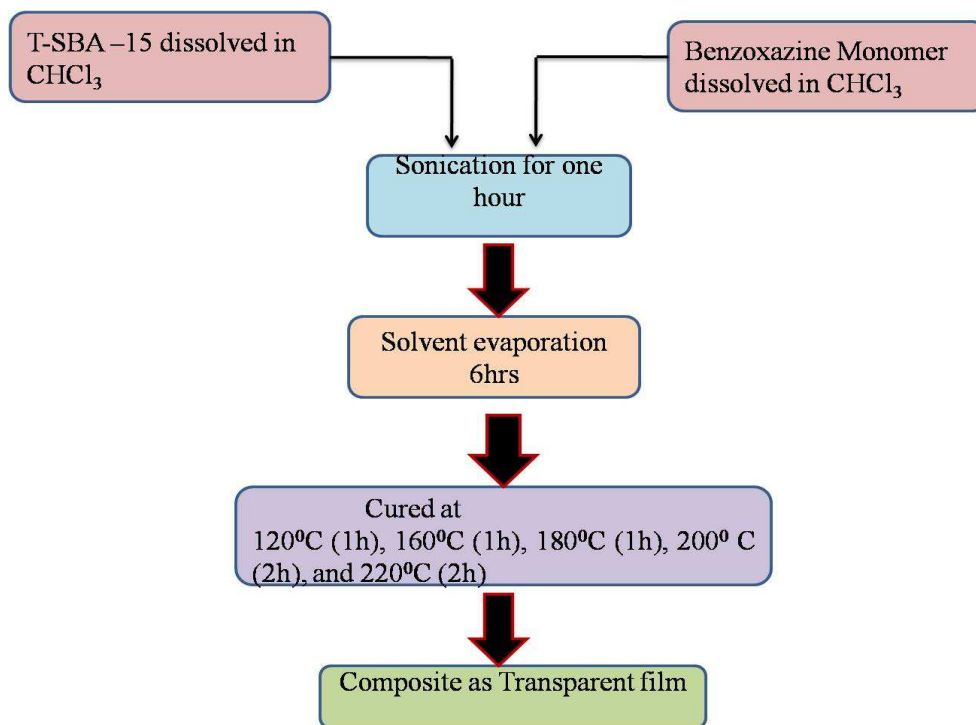 T-SBA –15 dissolved in
CHCl₃
Benzoxazine Monomer
dissolved in CHCl₃
Sonication for one
hour
Solvent evaporation
6hrs
Cured at
120⁰C (1h), 160⁰C (1h), 180⁰C (1h), 200⁰ C
(2h), and 220⁰C (2h)
Composite as Transparent film